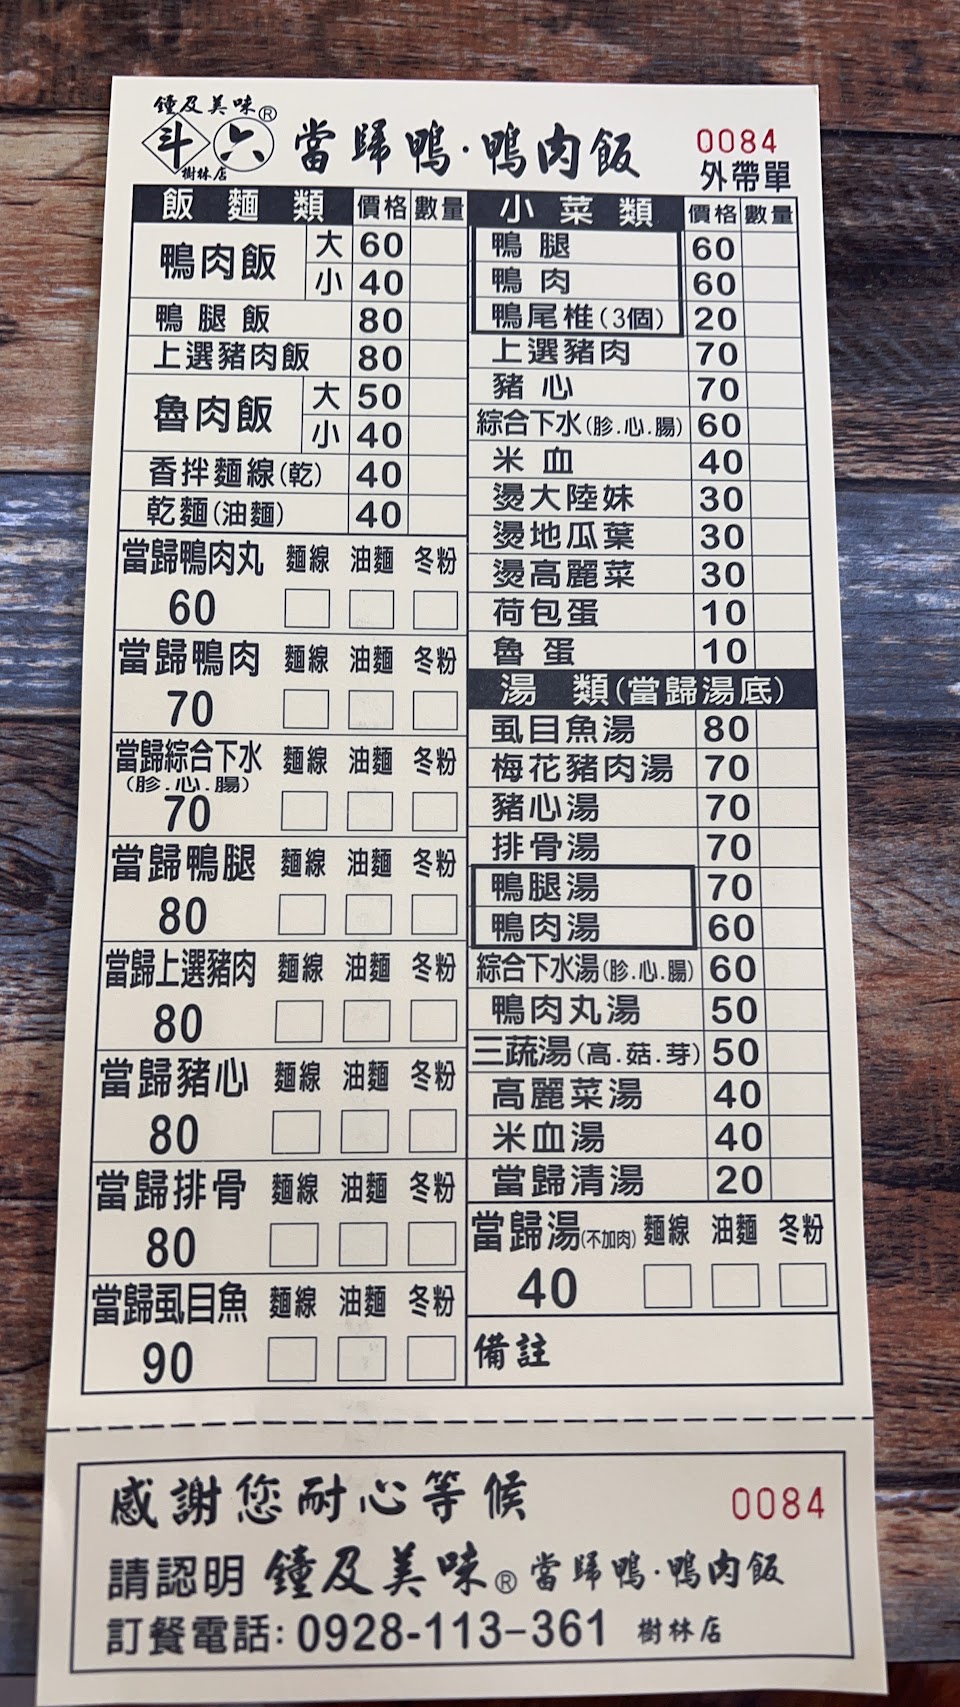 鐘及美味®
斗六
樹林店
當歸鴨·鴨肉飯
0084
外帶單
飯麵類 價格 數量
鴨肉飯 大 60
小 40
鴨腿飯 80
上選豬肉飯 80
魯肉飯 大 50
小 40
香拌麵線(乾) 40
乾麵(油麵) 40
當歸鴨肉丸 麵線 油麵 冬粉
60
當歸鴨肉 麵線 油麵 冬粉
70
當歸綜合下水 麵線 油麵 冬粉
(胗.心.腸)
70
當歸鴨腿 麵線 油麵 冬粉
80
當歸上選豬肉 麵線 油麵 冬粉
80
當歸豬心 麵線 油麵 冬粉
80
當歸排骨 麵線 油麵 冬粉
80
當歸虱目魚 麵線 油麵 冬粉
90
小菜類 價格 數量
鴨腿 60
鴨肉 60
鴨尾椎(3個) 20
上選豬肉 70
豬心 70
綜合下水(胗.心.腸) 60
米血 40
燙大陸妹 30
燙地瓜葉 30
燙高麗菜 30
荷包蛋 10
魯蛋 10
湯類(當歸湯底)
虱目魚湯 80
梅花豬肉湯 70
豬心湯 70
排骨湯 70
鴨腿湯 70
鴨肉湯 60
綜合下水湯(胗.心.腸) 60
鴨肉丸湯 50
三蔬湯(高.菇.芽) 50
高麗菜湯 40
米血湯 40
當歸清湯 20
當歸湯(不加肉) 麵線 油麵 冬粉
40
備註
感謝您耐心等候
0084
請認明 鐘及美味® 當歸鴨·鴨肉飯
訂餐電話:0928-113-361 樹林店